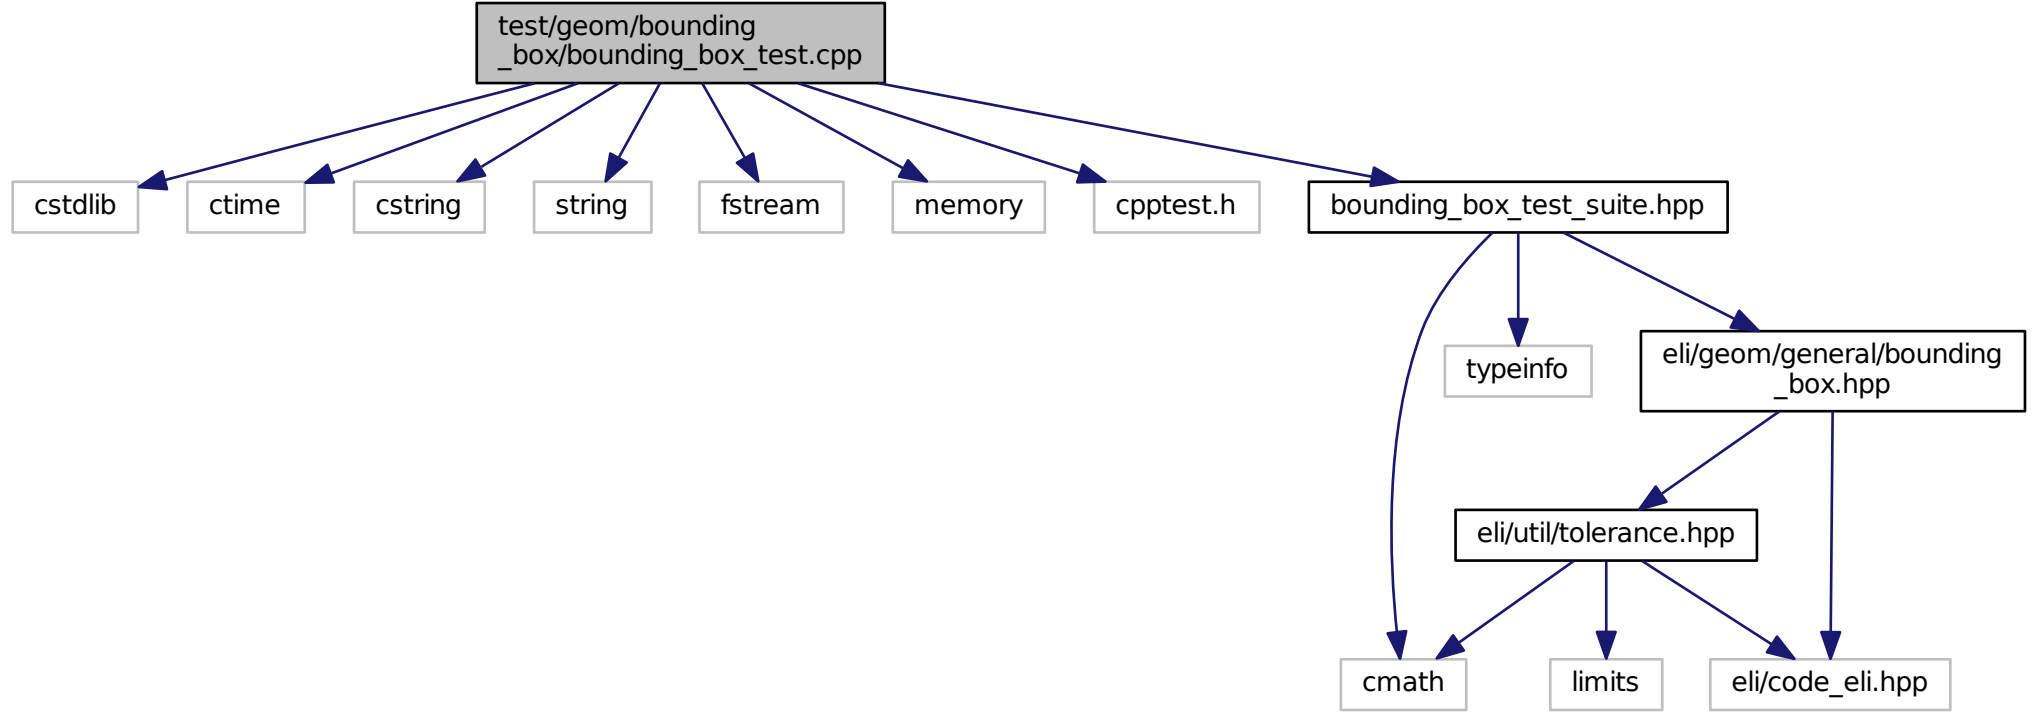 test/geom/bounding
_box/bounding_box_test.cpp
cstdlib
ctime
cstring
string
fstream
memory
cpptest.h
bounding_box_test_suite.hpp
typeinfo
eli/geom/general/bounding
_box.hpp
eli/util/tolerance.hpp
cmath
limits
eli/code_eli.hpp